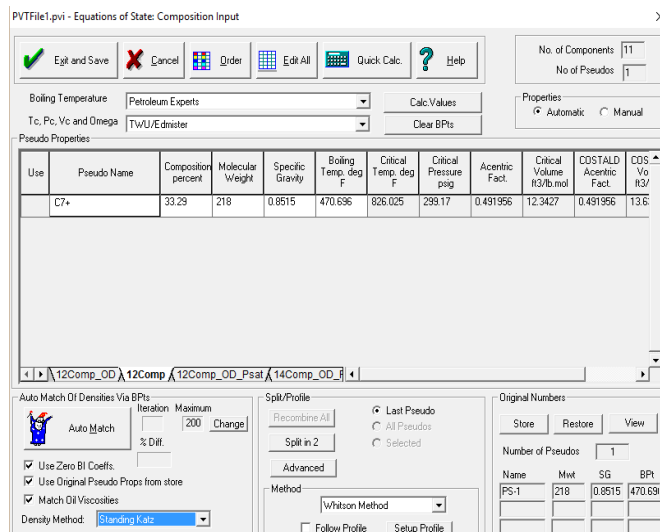 PVTFile1.pvi - Equations of State: Composition Input
Exit and Save Cancel Order Edit All Quick Calc. Help
No. of Components 11
No of Pseudos 1
Boiling Temperature Petroleum Experts Calc.Values
Tc, Pc, Vc and Omega TWU/Edmister Clear BPts
Properties
Automatic Manual
Pseudo Properties
Use Pseudo Name Composition percent Molecular Weight Specific Gravity Boiling Temp. deg F Critical Temp. deg F Critical Pressure psig Acentric Fact. Critical Volume ft3/lb.mol COSTALD Acentric Fact. COS Vo ft3/
C7+ 33.29 218 0.8515 470.696 826.025 299.17 0.491956 12.3427 0.491956 13.63
12Comp_OD 12Comp 12Comp_OD_Psat 14Comp_OD_F
Auto Match Of Densities Via BPts
Auto Match
Iteration Maximum
200 Change
% Diff.
Use Zero BI Coeffs.
Use Original Pseudo Props from store
Match Oil Viscosities
Density Method: Standing Katz
Split/Profile
Recombine All
Split in 2
Advanced
Last Pseudo
All Pseudos
Selected
Method
Whitson Method
Follow Profile Setup Profile
Original Numbers
Store Restore View
Number of Pseudos 1
Name Mwt SG BPt
PS-1 218 0.8515 470.696